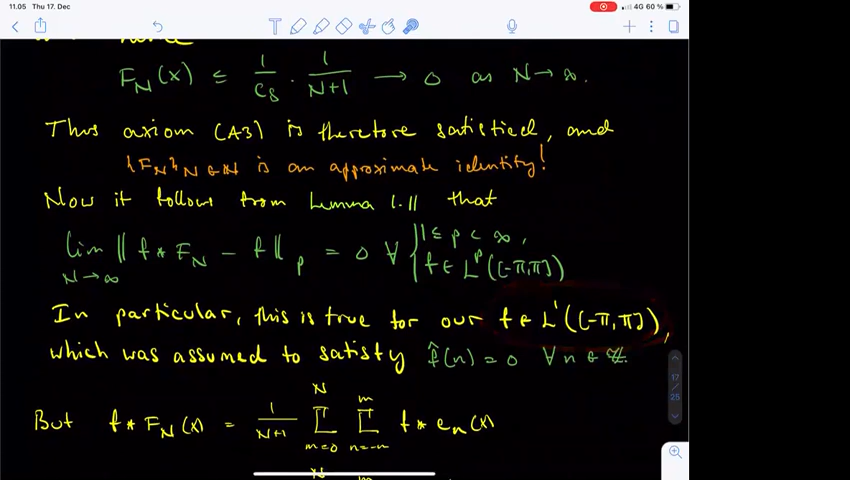 11.05 Thu 17. Dec
4G 60 %
F_N(x) ≤ 1/C_δ · 1/(N+1) → 0 as N → ∞.
Thus axiom (A3) is therefore satisfied, and
{F_N}_{N∈ℕ} is an approximate identity!
Now it follows from Lemma 1.11 that
lim_{N→∞} ‖f * F_N − f‖_p = 0 ∀ { 1 ≤ p < ∞, f ∈ L^p([-π,π])
In particular, this is true for our f ∈ L^1([-π,π]),
which was assumed to satisfy f̂(n) = 0 ∀ n ∈ ℤ.
17
25
But f * F_N(x) = 1/(N+1) Σ_{m=0}^{N} Σ_{n=-m}^{m} f * e_n(x)